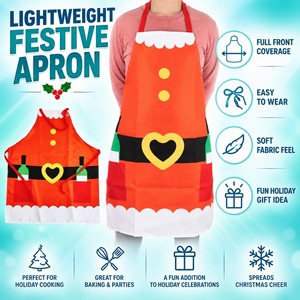 LIGHTWEIGHT
FESTIVE
APRON
FULL FRONT
COVERAGE
EASY
TO WEAR
SOFT
FABRIC FEEL
FUN HOLIDAY
GIFT IDEA
PERFECT FOR
HOLIDAY COOKING
GREAT FOR
BAKING & PARTIES
A FUN ADDITION
TO HOLIDAY CELEBRATIONS
SPREADS
CHRISTMAS CHEER